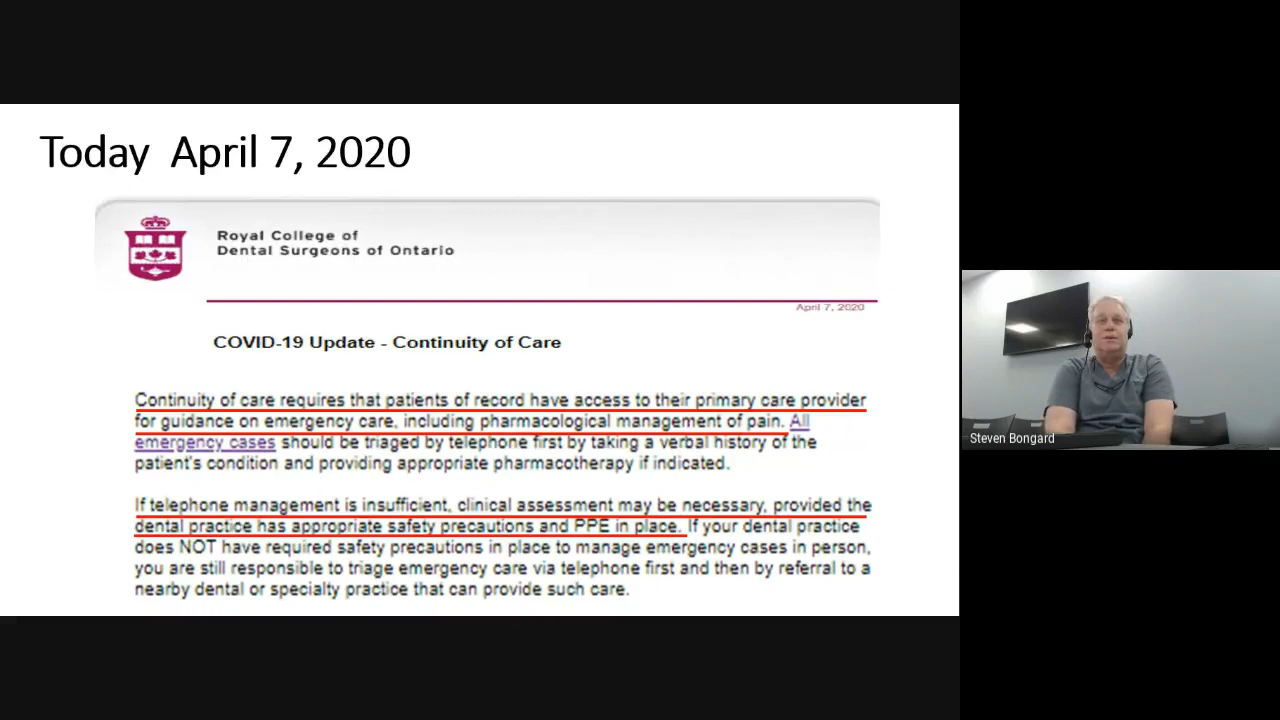 Today April 7, 2020
Royal College of
Dental Surgeons of Ontario
April 7, 2020
COVID-19 Update - Continuity of Care
Continuity of care requires that patients of record have access to their primary care provider
for guidance on emergency care, including pharmacological management of pain. All
emergency cases should be triaged by telephone first by taking a verbal history of the
patient's condition and providing appropriate pharmacotherapy if indicated.
If telephone management is insufficient, clinical assessment may be necessary, provided the
dental practice has appropriate safety precautions and PPE in place. If your dental practice
does NOT have required safety precautions in place to manage emergency cases in person,
you are still responsible to triage emergency care via telephone first and then by referral to a
nearby dental or specialty practice that can provide such care.
Steven Bongard